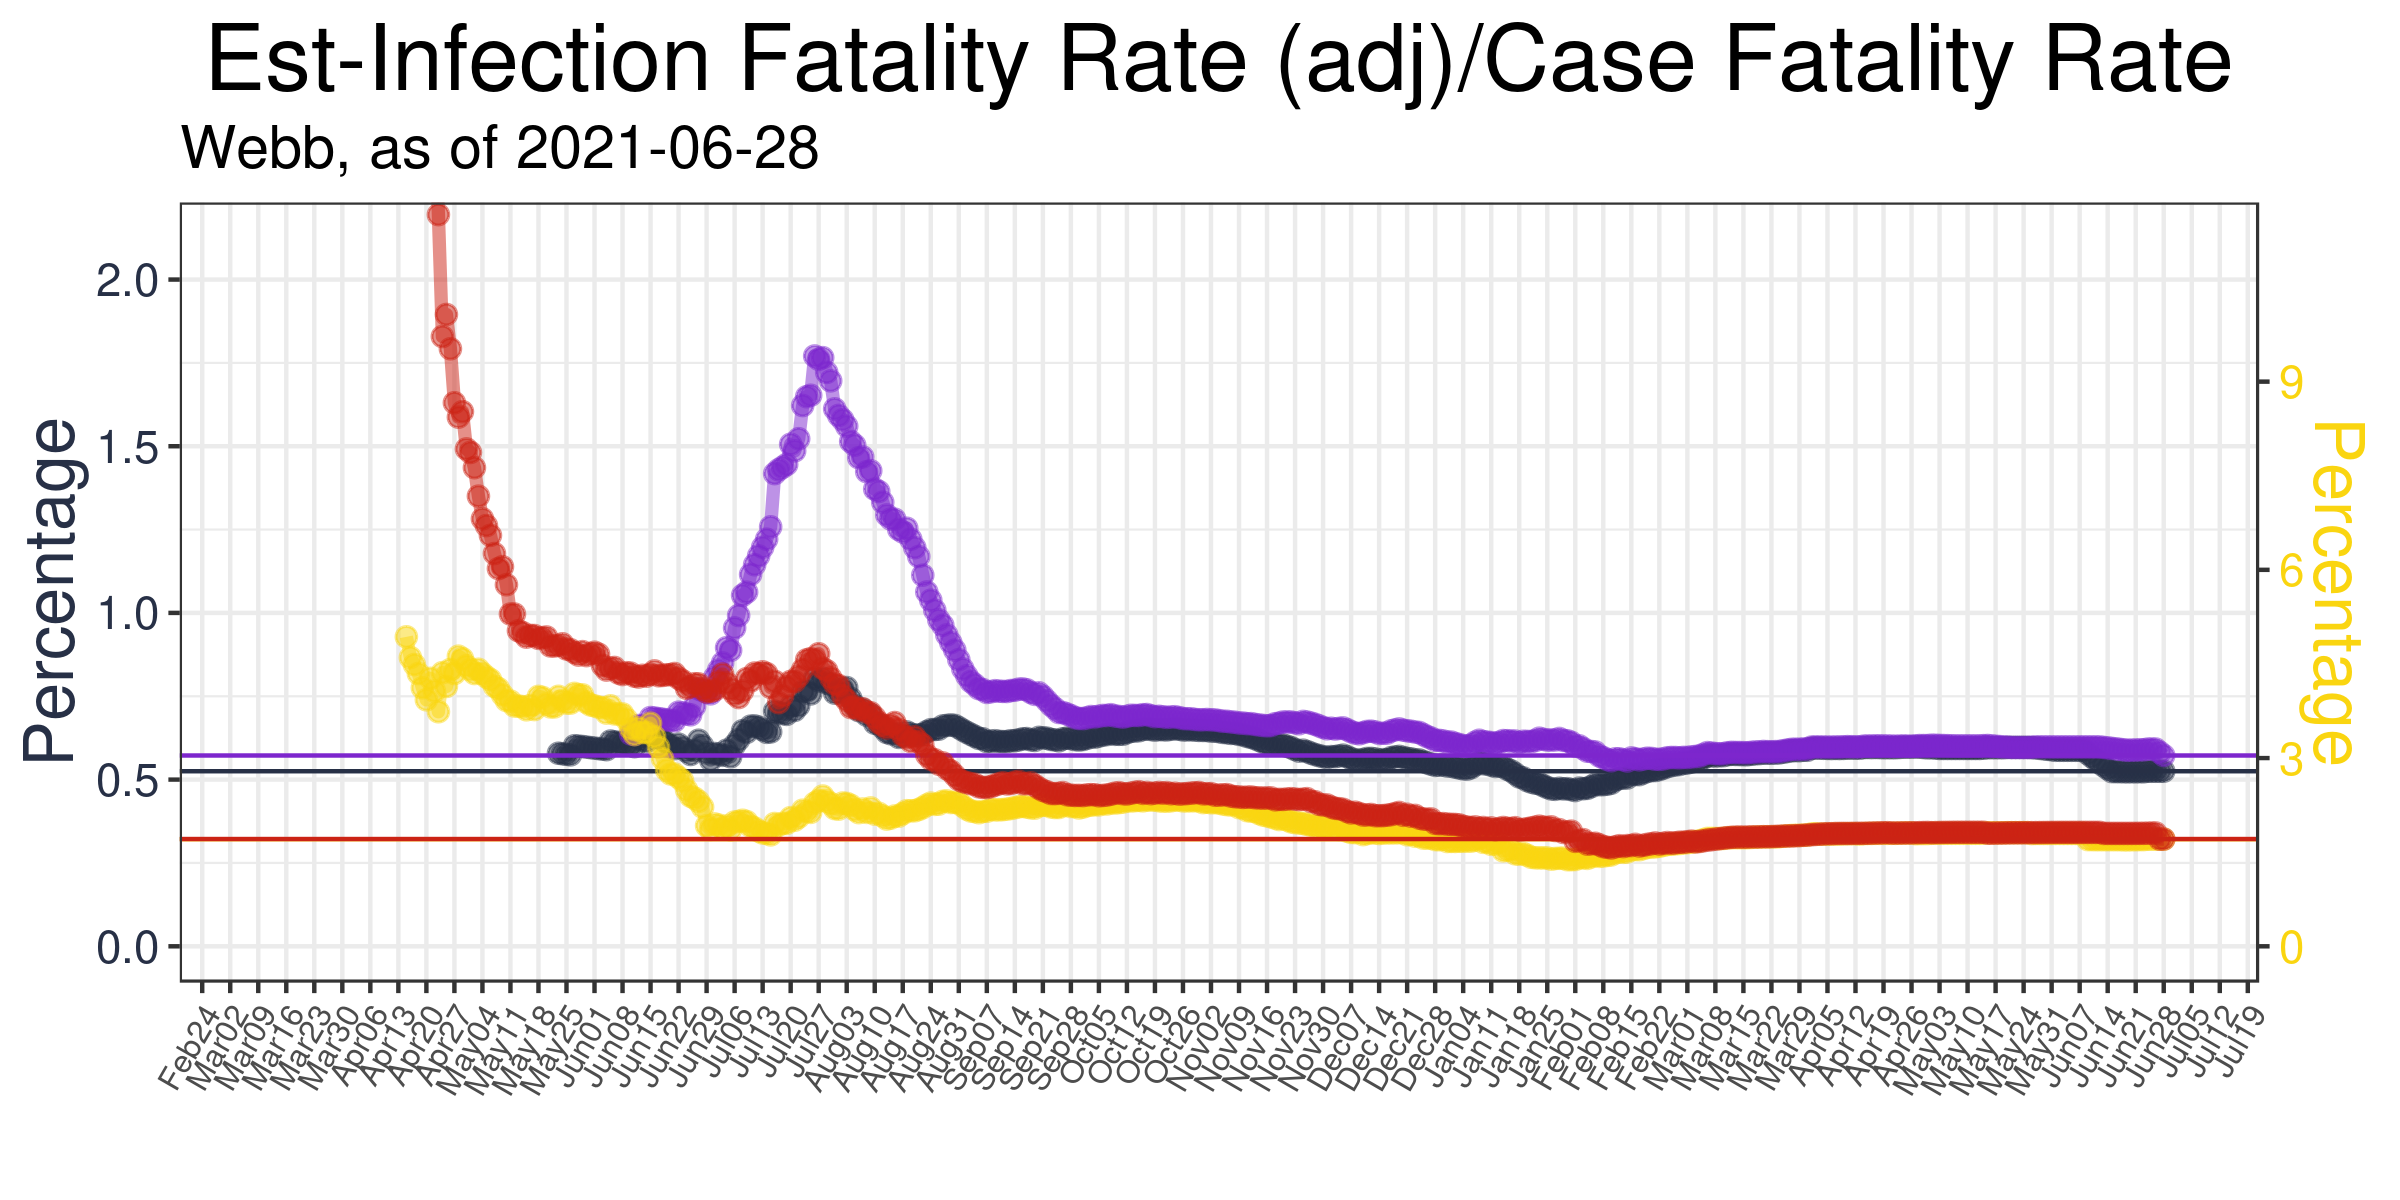 Est-Infection Fatality Rate (adj)/Case Fatality Rate
Webb, as of 2021-06-28
Percentage
2.0
1.5
1.0
0.5
0.0
9
6
3
0
Percentage
Feb24
Mar02
Mar09
Mar16
Mar23
Mar30
Apr06
Apr13
Apr20
Apr27
May04
May11
May18
May25
Jun01
Jun08
Jun15
Jun22
Jun29
Jul06
Jul13
Jul20
Jul27
Aug03
Aug10
Aug17
Aug24
Aug31
Sep07
Sep14
Sep21
Sep28
Oct05
Oct12
Oct19
Oct26
Nov02
Nov09
Nov16
Nov23
Nov30
Dec07
Dec14
Dec21
Dec28
Jan04
Jan11
Jan18
Jan25
Feb01
Feb08
Feb15
Feb22
Mar01
Mar08
Mar15
Mar22
Mar29
Apr05
Apr12
Apr19
Apr26
May03
May10
May17
May24
May31
Jun07
Jun14
Jun21
Jun28
Jul05
Jul12
Jul19